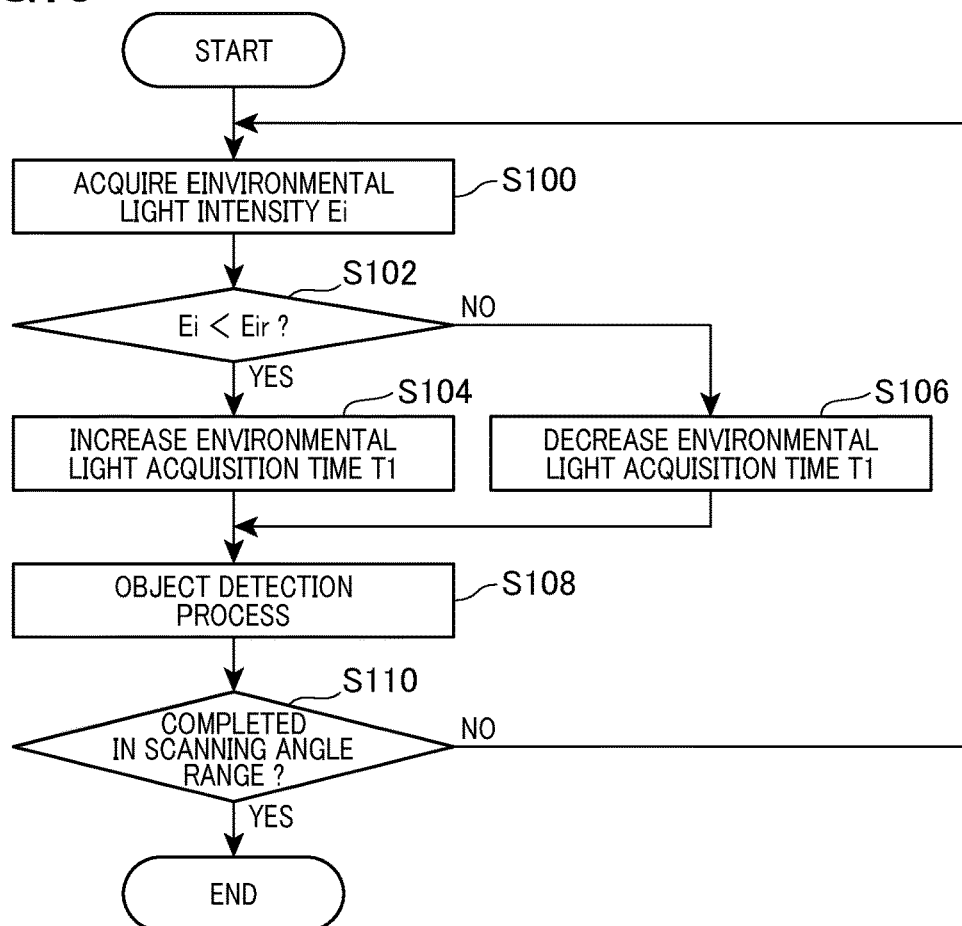 START
ACQUIRE EINVIRONMENTAL
LIGHT INTENSITY Ei
S100
S102
Ei < Eir ?
NO
YES
S104
INCREASE ENVIRONMENTAL
LIGHT ACQUISITION TIME T1
S106
DECREASE ENVIRONMENTAL
LIGHT ACQUISITION TIME T1
OBJECT DETECTION
PROCESS
S108
S110
COMPLETED
IN SCANNING ANGLE
RANGE ?
NO
YES
END